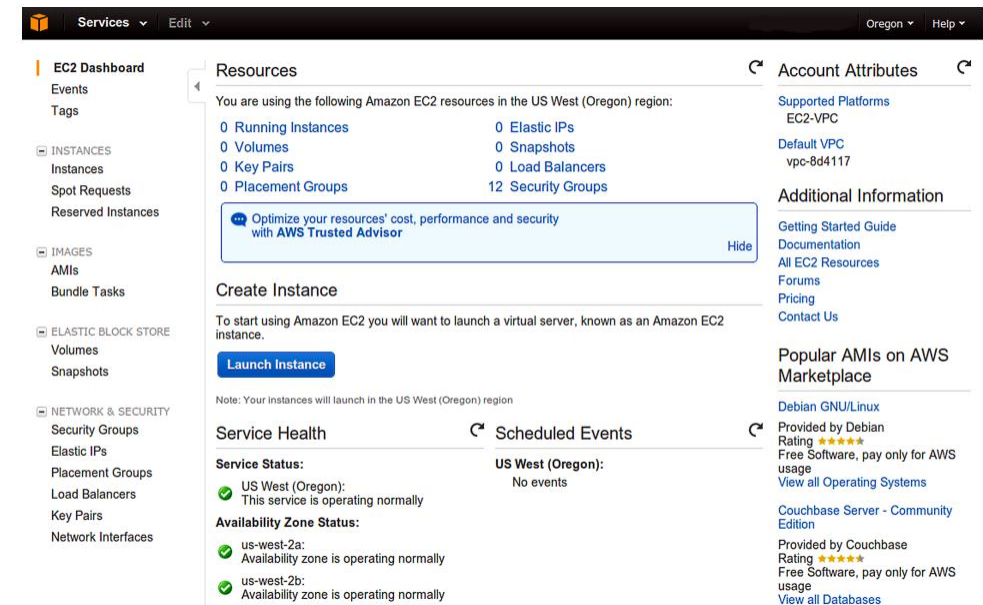 Services
Edit
Oregon
Help
EC2 Dashboard
Events
Tags
INSTANCES
Instances
Spot Requests
Reserved Instances
IMAGES
AMIs
Bundle Tasks
ELASTIC BLOCK STORE
Volumes
Snapshots
NETWORK & SECURITY
Security Groups
Elastic IPs
Placement Groups
Load Balancers
Key Pairs
Network Interfaces
Resources
You are using the following Amazon EC2 resources in the US West (Oregon) region:
0 Running Instances
0 Elastic IPs
0 Volumes
0 Snapshots
0 Key Pairs
0 Load Balancers
0 Placement Groups
12 Security Groups
Optimize your resources' cost, performance and security
with AWS Trusted Advisor
Hide
Create Instance
To start using Amazon EC2 you will want to launch a virtual server, known as an Amazon EC2
instance.
Launch Instance
Note: Your instances will launch in the US West (Oregon) region
Service Health
Service Status:
US West (Oregon):
This service is operating normally
Availability Zone Status:
us-west-2a:
Availability zone is operating normally
us-west-2b:
Availability zone is operating normally
Scheduled Events
US West (Oregon):
No events
Account Attributes
Supported Platforms
EC2-VPC
Default VPC
vpc-8d4117
Additional Information
Getting Started Guide
Documentation
All EC2 Resources
Forums
Pricing
Contact Us
Popular AMIs on AWS
Marketplace
Debian GNU/Linux
Provided by Debian
Rating
Free Software, pay only for AWS
usage
View all Operating Systems
Couchbase Server - Community
Edition
Provided by Couchbase
Rating
Free Software, pay only for AWS
usage
View all Databases